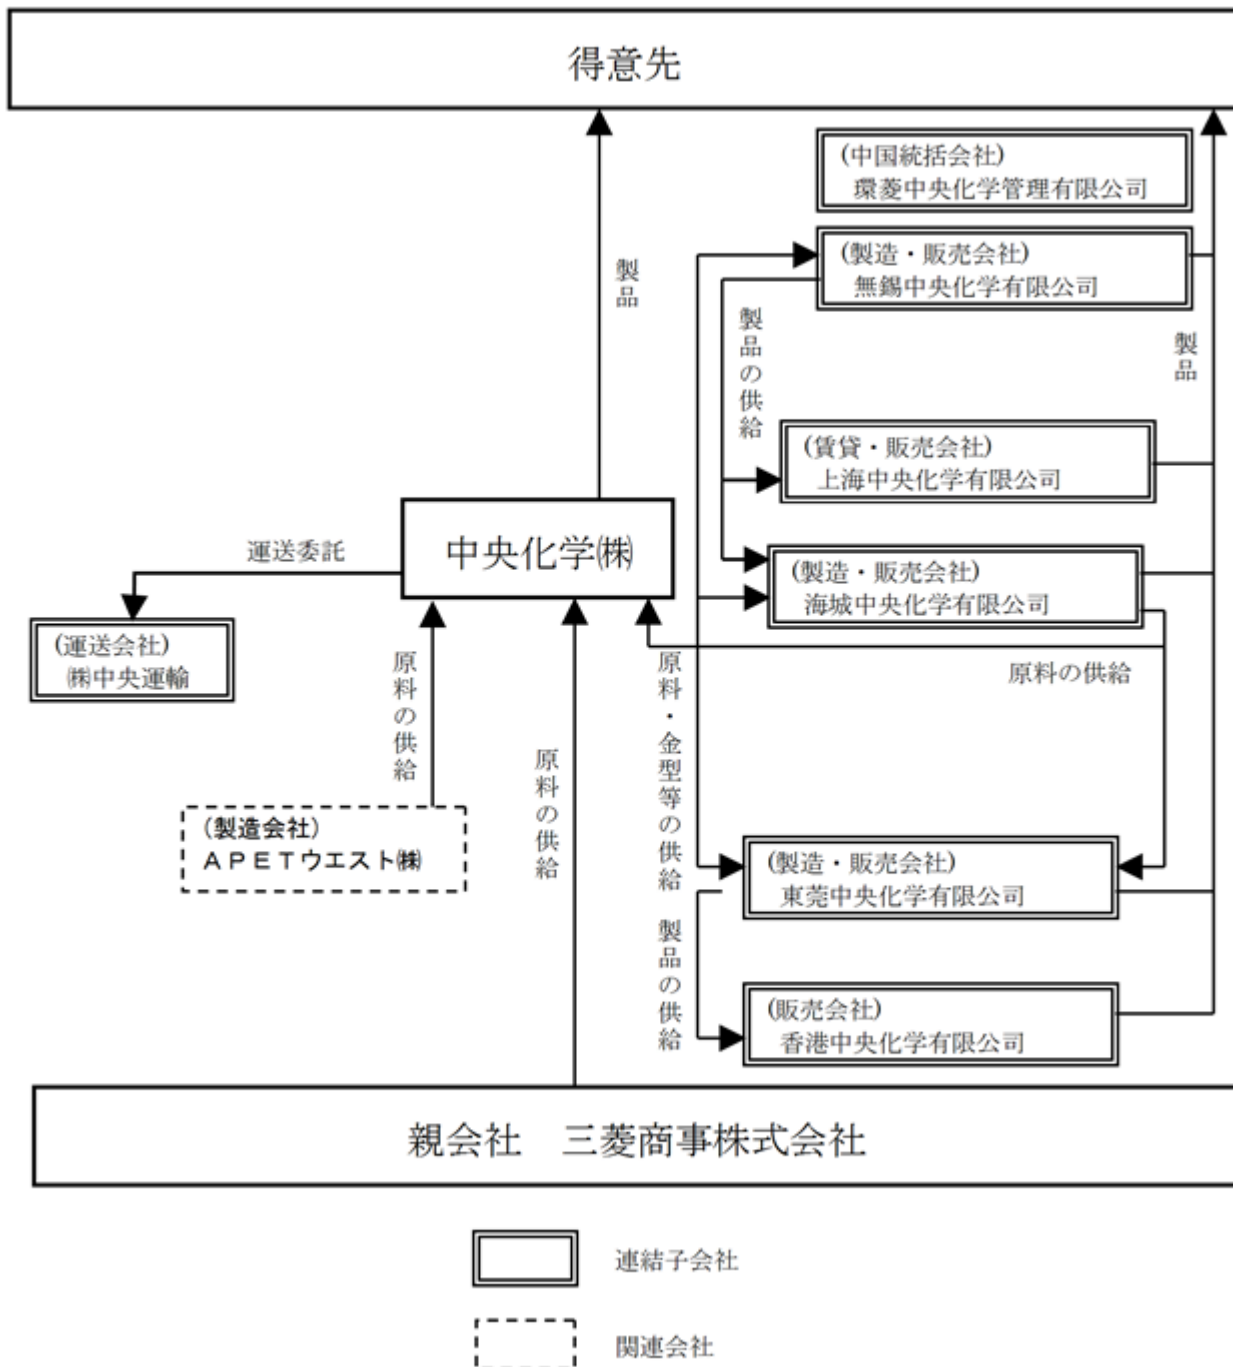 得意先
(中国統括会社)
環菱中央化学管理有限公司
(製造・販売会社)
無錫中央化学有限公司
製品
製品の供給
製品
(賃貸・販売会社)
上海中央化学有限公司
中央化学㈱
運送委託
(製造・販売会社)
海城中央化学有限公司
(運送会社)
㈱中央運輸
原料の供給
原料の供給
原料・金型等の供給
原料の供給
(製造会社)
ＡＰＥＴウエスト㈱
(製造・販売会社)
東莞中央化学有限公司
製品の供給
(販売会社)
香港中央化学有限公司
親会社　三菱商事株式会社
連結子会社
関連会社